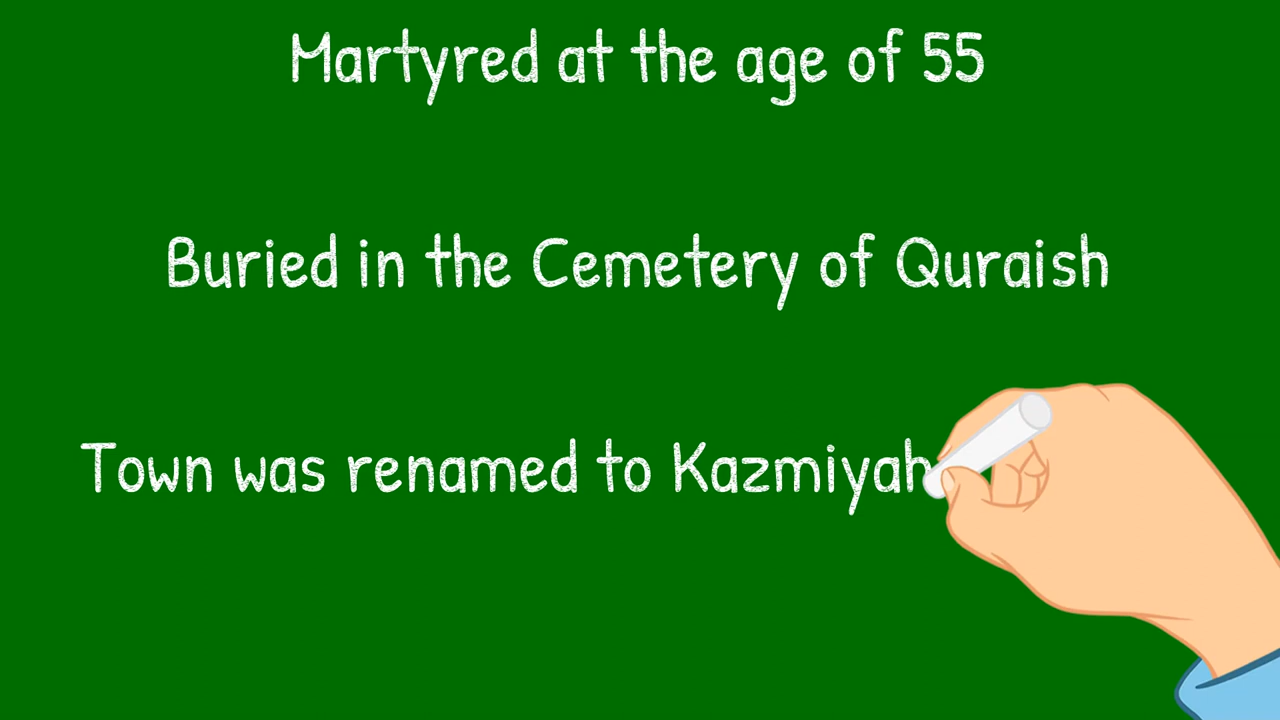 Martyred at the age of 55
Buried in the Cemetery of Quraish
Town was renamed to Kazmiyah